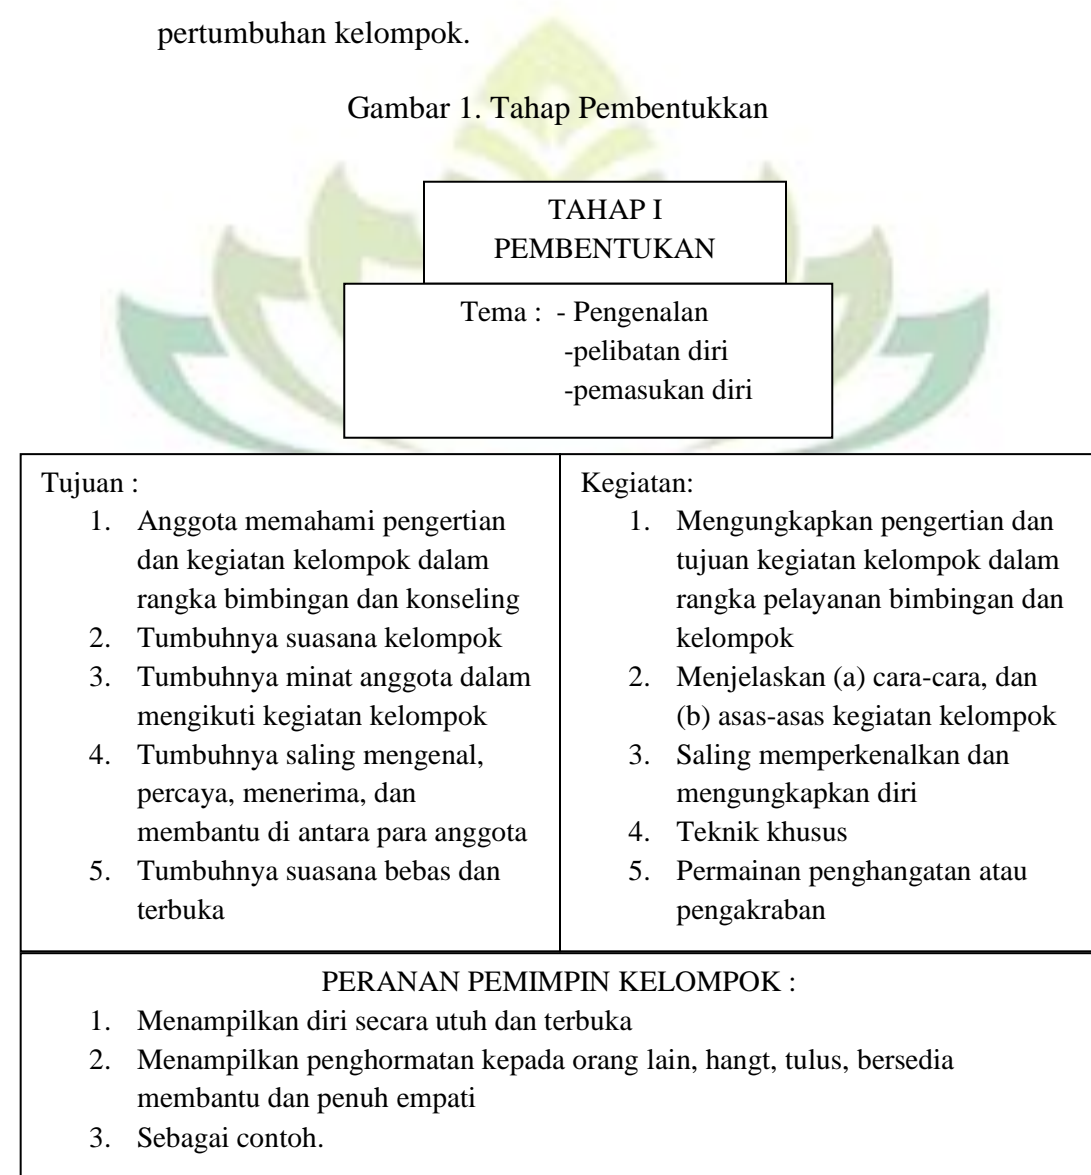 pertumbuhan kelompok.
Gambar 1. Tahap Pembentukkan
TAHAP I
PEMBENTUKAN
Tema : - Pengenalan
-pelibatan diri
-pemasukan diri
Tujuan :
1. Anggota memahami pengertian
dan kegiatan kelompok dalam
rangka bimbingan dan konseling
2. Tumbuhnya suasana kelompok
3. Tumbuhnya minat anggota dalam
mengikuti kegiatan kelompok
4. Tumbuhnya saling mengenal,
percaya, menerima, dan
membantu di antara para anggota
5. Tumbuhnya suasana bebas dan
terbuka
Kegiatan:
1. Mengungkapkan pengertian dan
tujuan kegiatan kelompok dalam
rangka pelayanan bimbingan dan
kelompok
2. Menjelaskan (a) cara-cara, dan
(b) asas-asas kegiatan kelompok
3. Saling memperkenalkan dan
mengungkapkan diri
4. Teknik khusus
5. Permainan penghangatan atau
pengakraban
PERANAN PEMIMPIN KELOMPOK :
1. Menampilkan diri secara utuh dan terbuka
2. Menampilkan penghormatan kepada orang lain, hangt, tulus, bersedia
membantu dan penuh empati
3. Sebagai contoh.